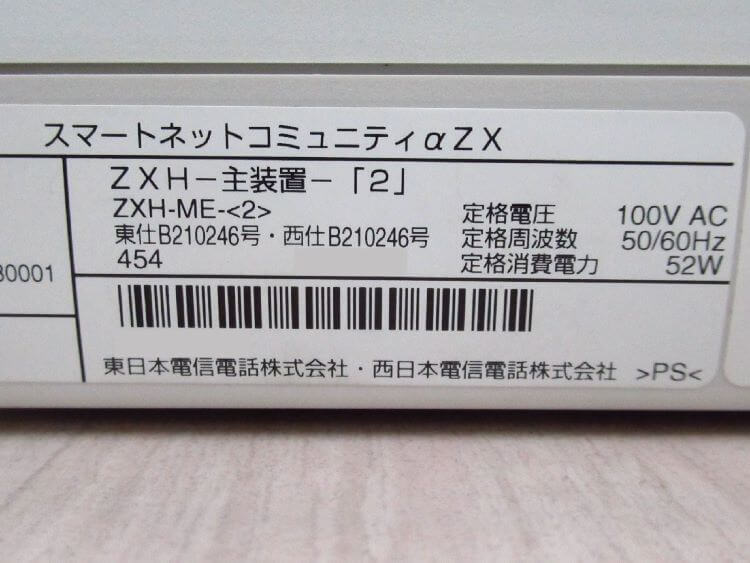 スマートネットコミュニティαZX
ZXH－主装置－「2」
ZXH-ME-<2>
東仕B210246号・西仕B210246号
454
定格電圧 100V AC
定格周波数 50/60Hz
定格消費電力 52W
0001
東日本電信電話株式会社・西日本電信電話株式会社 >PS<